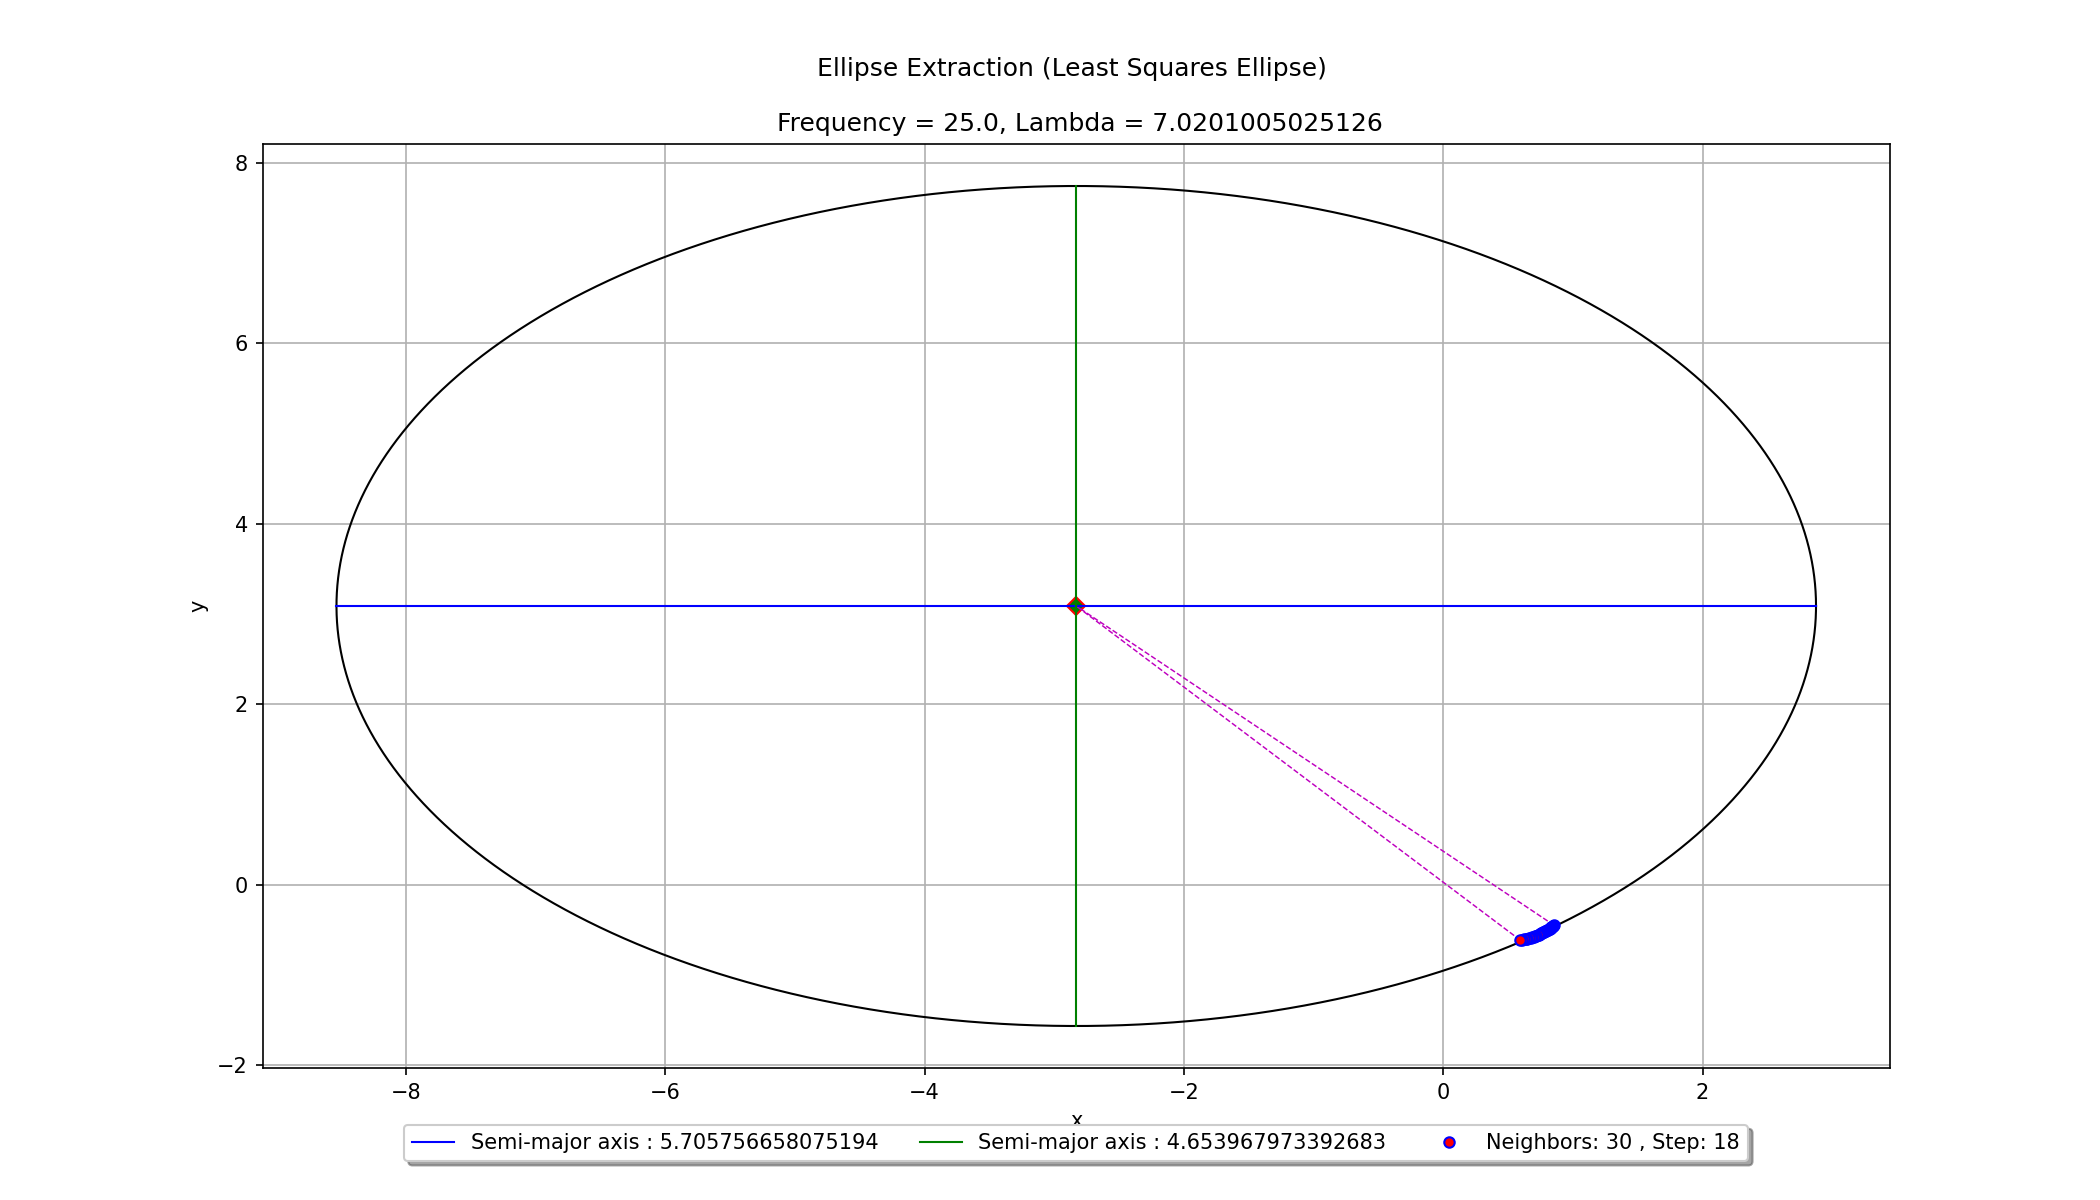 Ellipse Extraction (Least Squares Ellipse)
Frequency = 25.0, Lambda = 7.0201005025126
8
6
4
2
0
−2
y
−8 −6 −4 −2 0 2
x
Semi-major axis : 5.705756658075194 Semi-major axis : 4.653967973392683 Neighbors: 30 , Step: 18